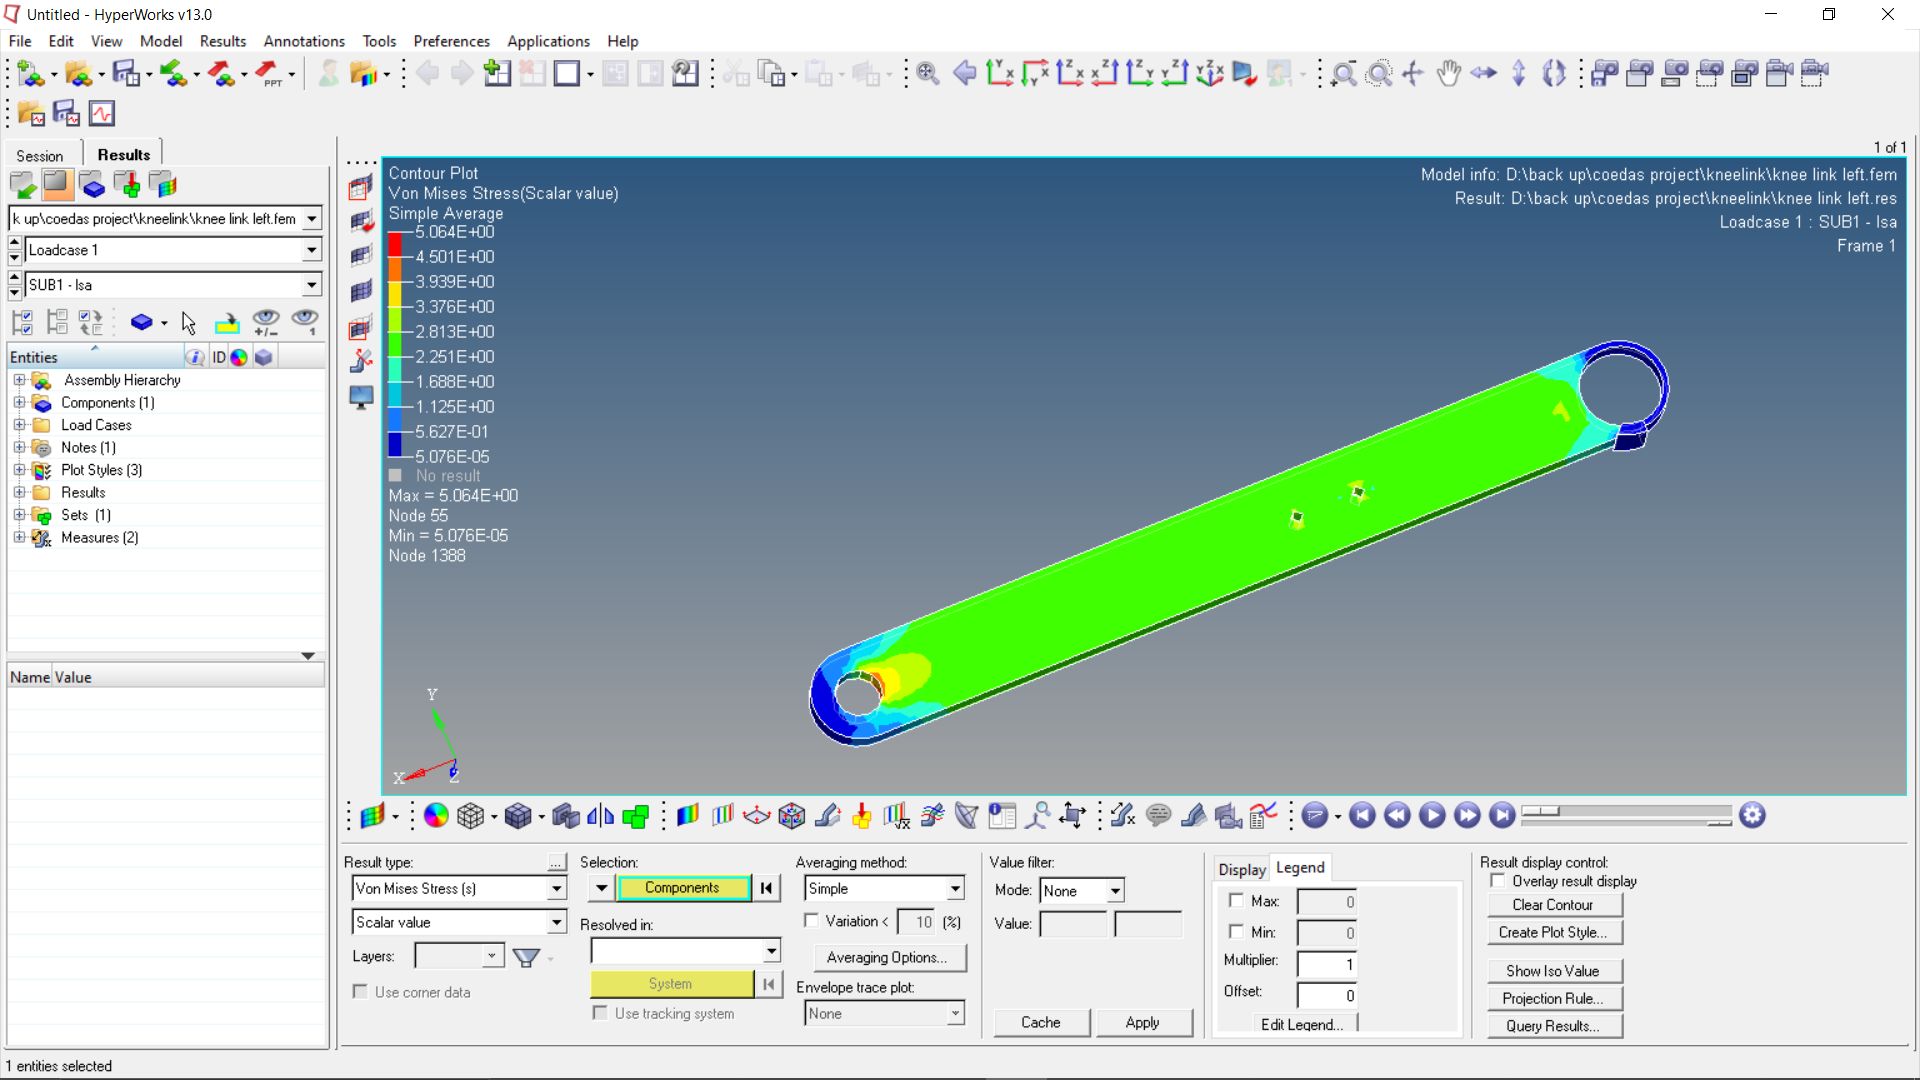 Untitled - HyperWorks v13.0
File Edit View Model Results Annotations Tools Preferences Applications Help
PPT
Session Results
1 of 1
k up\coedas project\kneelink\knee link left.fem
Loadcase 1
SUB1 - lsa
Entities ID
Assembly Hierarchy
Components (1)
Load Cases
Notes (1)
Plot Styles (3)
Results
Sets (1)
Measures (2)
Name Value
Contour Plot
Von Mises Stress(Scalar value)
Simple Average
5.064E+00
4.501E+00
3.939E+00
3.376E+00
2.813E+00
2.251E+00
1.688E+00
1.125E+00
5.627E-01
5.076E-05
No result
Max = 5.064E+00
Node 55
Min = 5.076E-05
Node 1388
Model info: D:\back up\coedas project\kneelink\knee link left.fem
Result: D:\back up\coedas project\kneelink\knee link left.res
Loadcase 1 : SUB1 - lsa
Frame 1
Y
X
Z
Result type: ...
Von Mises Stress (s)
Scalar value
Layers:
Use corner data
Selection:
Components
Resolved in:
System
Use tracking system
Averaging method:
Simple
Variation < 10 (%)
Averaging Options...
Envelope trace plot:
None
Value filter:
Mode: None
Value:
Cache Apply
Display Legend
Max: 0
Min: 0
Multiplier: 1
Offset: 0
Edit Legend...
Result display control:
Overlay result display
Clear Contour
Create Plot Style...
Show Iso Value
Projection Rule...
Query Results...
1 entities selected